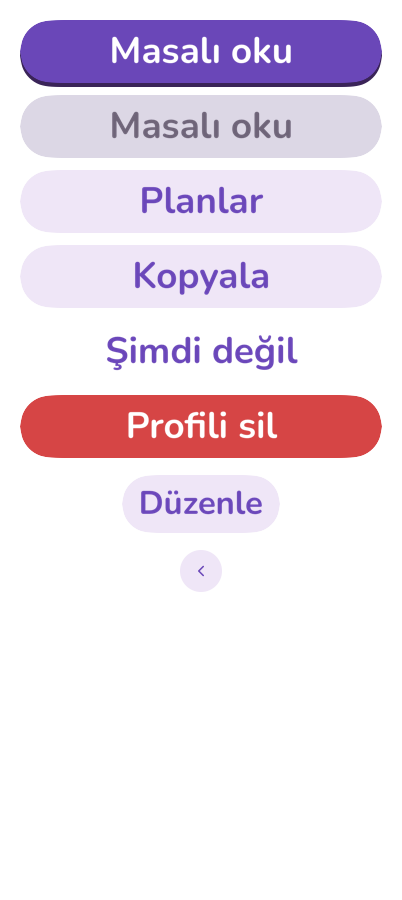 Masalı oku
Masalı oku
Planlar
Kopyala
Şimdi değil
Profili sil
Düzenle